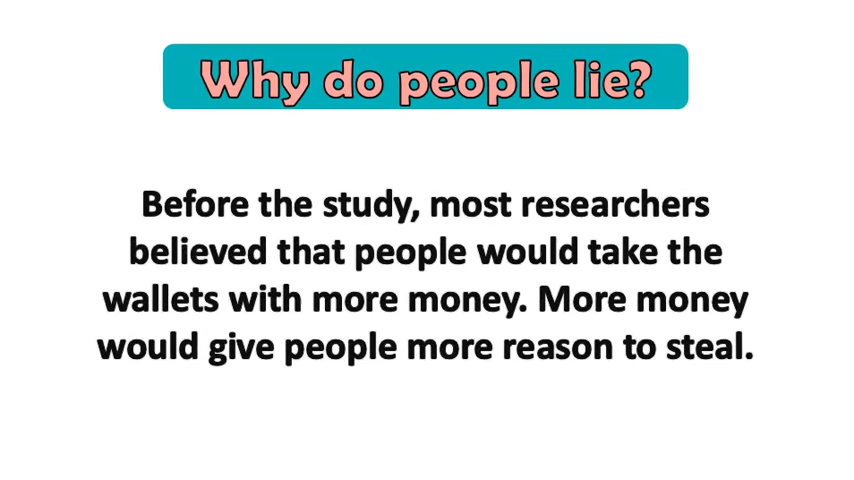 Why do people lie?
Before the study, most researchers
believed that people would take the
wallets with more money. More money
would give people more reason to steal.